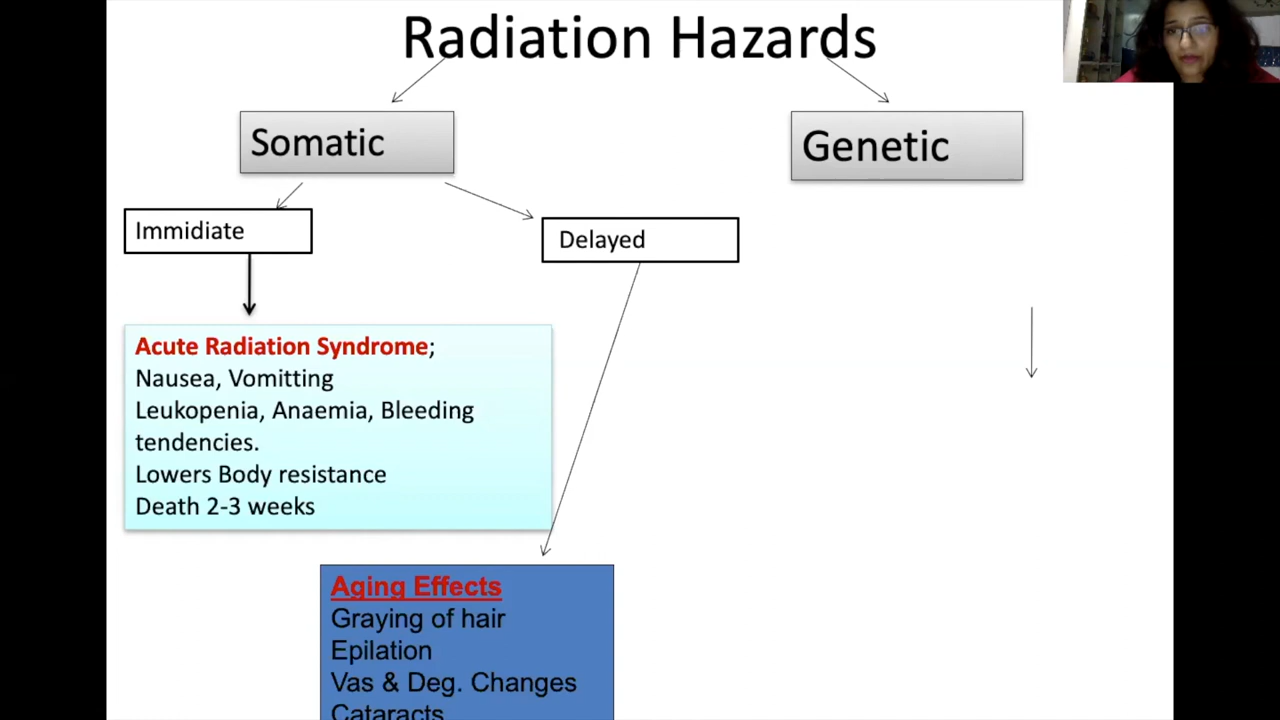 Radiation Hazards
Somatic
Genetic
Immidiate
Delayed
Acute Radiation Syndrome;
Nausea, Vomitting
Leukopenia, Anaemia, Bleeding
tendencies.
Lowers Body resistance
Death 2-3 weeks
Aging Effects
Graying of hair
Epilation
Vas & Deg. Changes
Cataracts